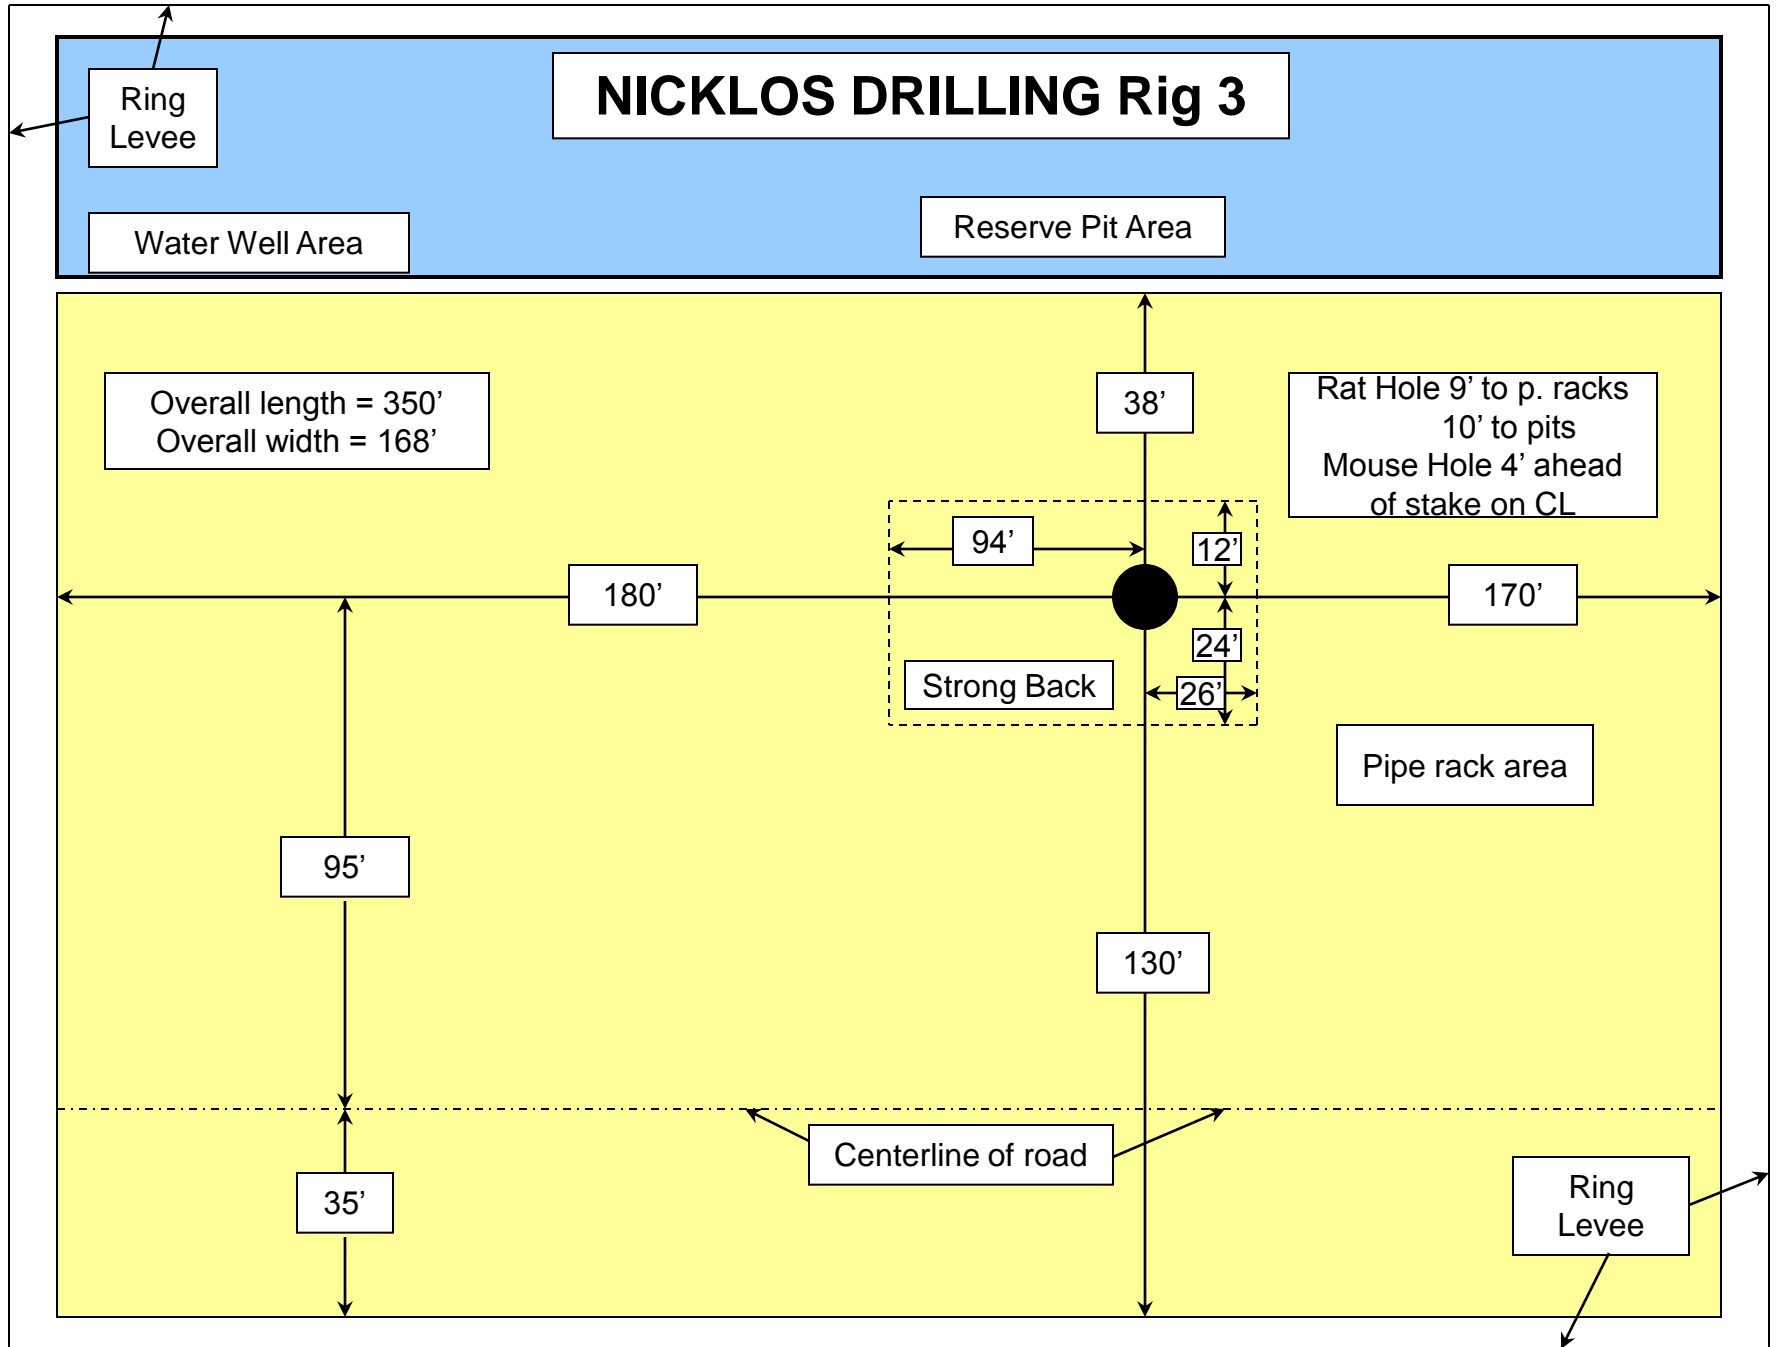 NICKLOS DRILLING Rig 3
Ring
Levee
Water Well Area
Reserve Pit Area
Overall length = 350’
Overall width = 168’
38’
Rat Hole 9’ to p. racks
10’ to pits
Mouse Hole 4’ ahead
of stake on CL
94’
12’
180’
170’
24’
Strong Back
26’
Pipe rack area
95’
130’
Centerline of road
35’
Ring
Levee